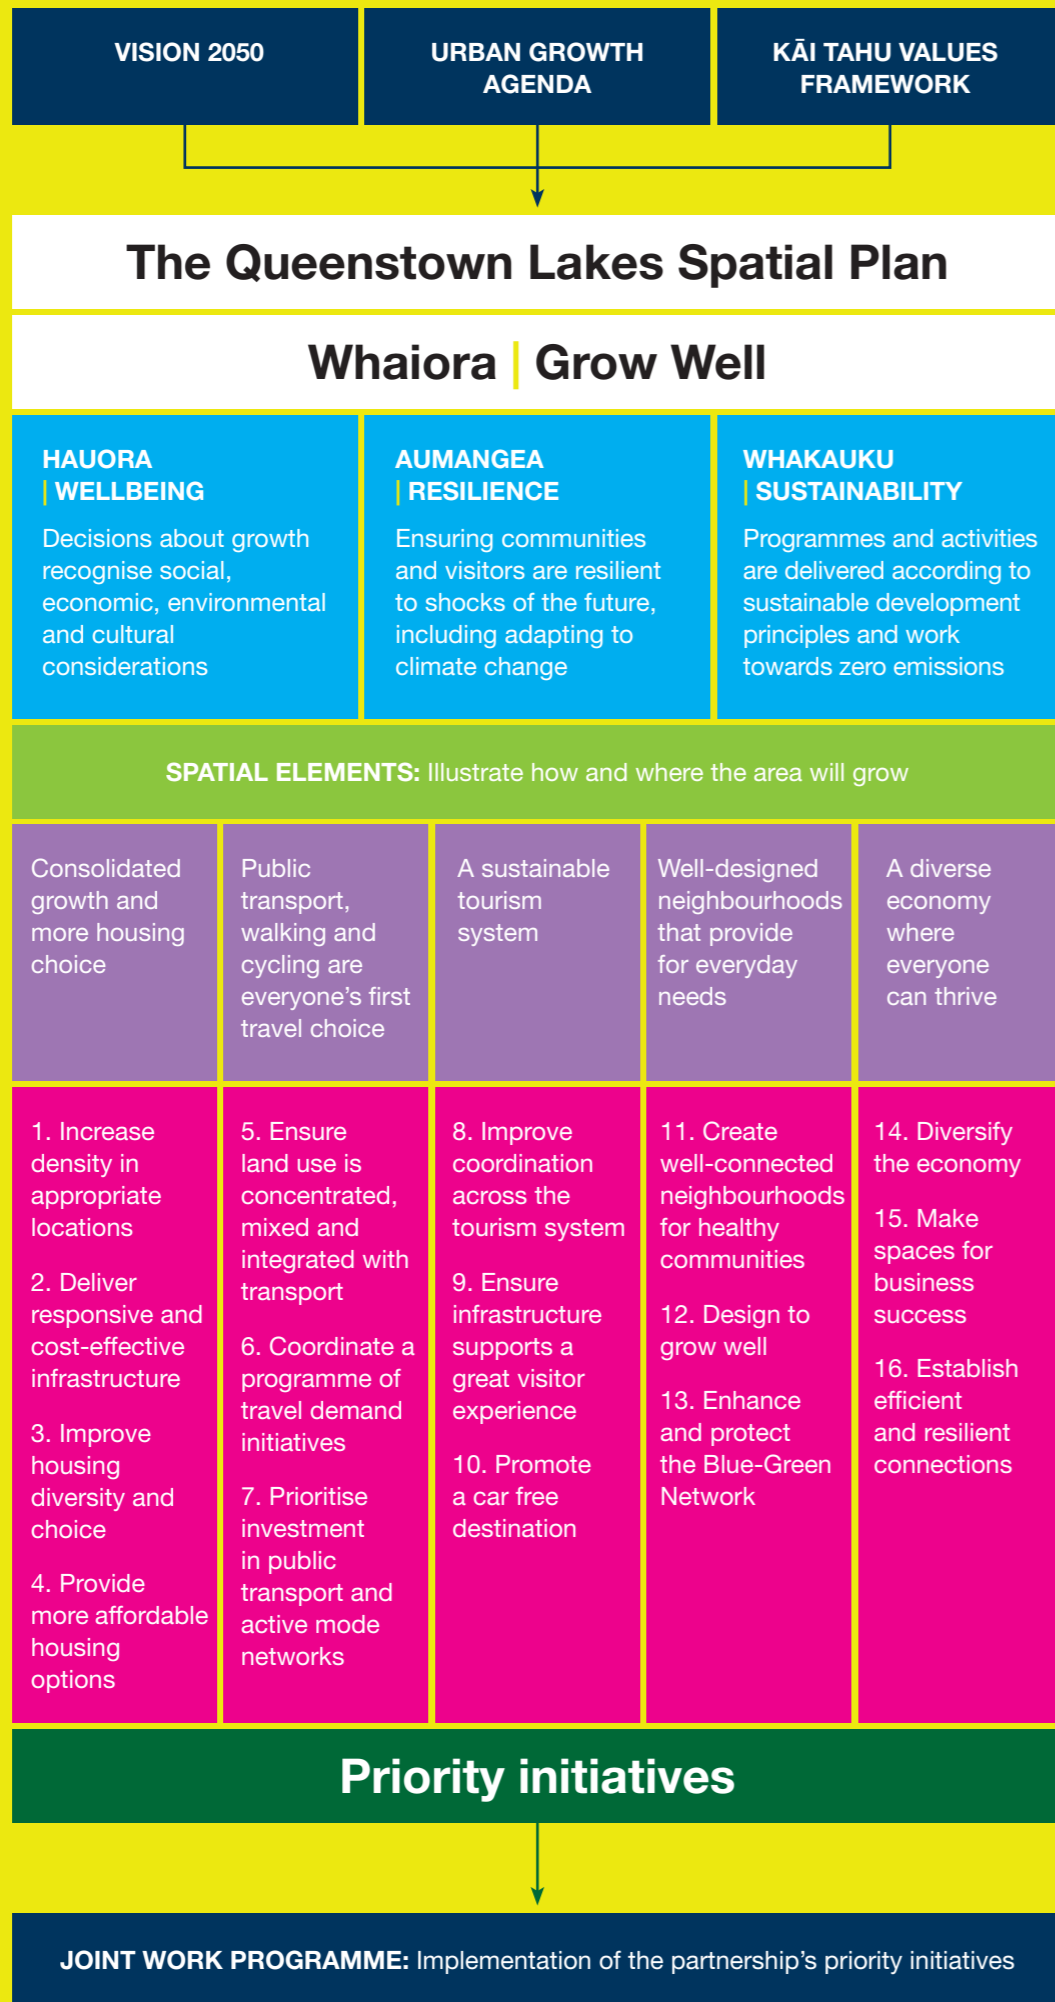 VISION 2050
URBAN GROWTH
AGENDA
KĀI TAHU VALUES
FRAMEWORK
The Queenstown Lakes Spatial Plan
Whaiora | Grow Well
HAUORA
| WELLBEING
Decisions about growth
recognise social,
economic, environmental
and cultural
considerations
AUMANGEA
| RESILIENCE
Ensuring communities
and visitors are resilient
to shocks of the future,
including adapting to
climate change
WHAKAUKU
| SUSTAINABILITY
Programmes and activities
are delivered according to
sustainable development
principles and work
towards zero emissions
SPATIAL ELEMENTS: Illustrate how and where the area will grow
Consolidated
growth and
more housing
choice
Public
transport,
walking and
cycling are
everyone’s first
travel choice
A sustainable
tourism
system
Well-designed
neighbourhoods
that provide
for everyday
needs
A diverse
economy
where
everyone
can thrive
1. Increase
density in
appropriate
locations
2. Deliver
responsive and
cost-effective
infrastructure
3. Improve
housing
diversity and
choice
4. Provide
more affordable
housing
options
5. Ensure
land use is
concentrated,
mixed and
integrated with
transport
6. Coordinate a
programme of
travel demand
initiatives
7. Prioritise
investment
in public
transport and
active mode
networks
8. Improve
coordination
across the
tourism system
9. Ensure
infrastructure
supports a
great visitor
experience
10. Promote
a car free
destination
11. Create
well-connected
neighbourhoods
for healthy
communities
12. Design to
grow well
13. Enhance
and protect
the Blue-Green
Network
14. Diversify
the economy
15. Make
spaces for
business
success
16. Establish
efficient
and resilient
connections
Priority initiatives
JOINT WORK PROGRAMME: Implementation of the partnership’s priority initiatives